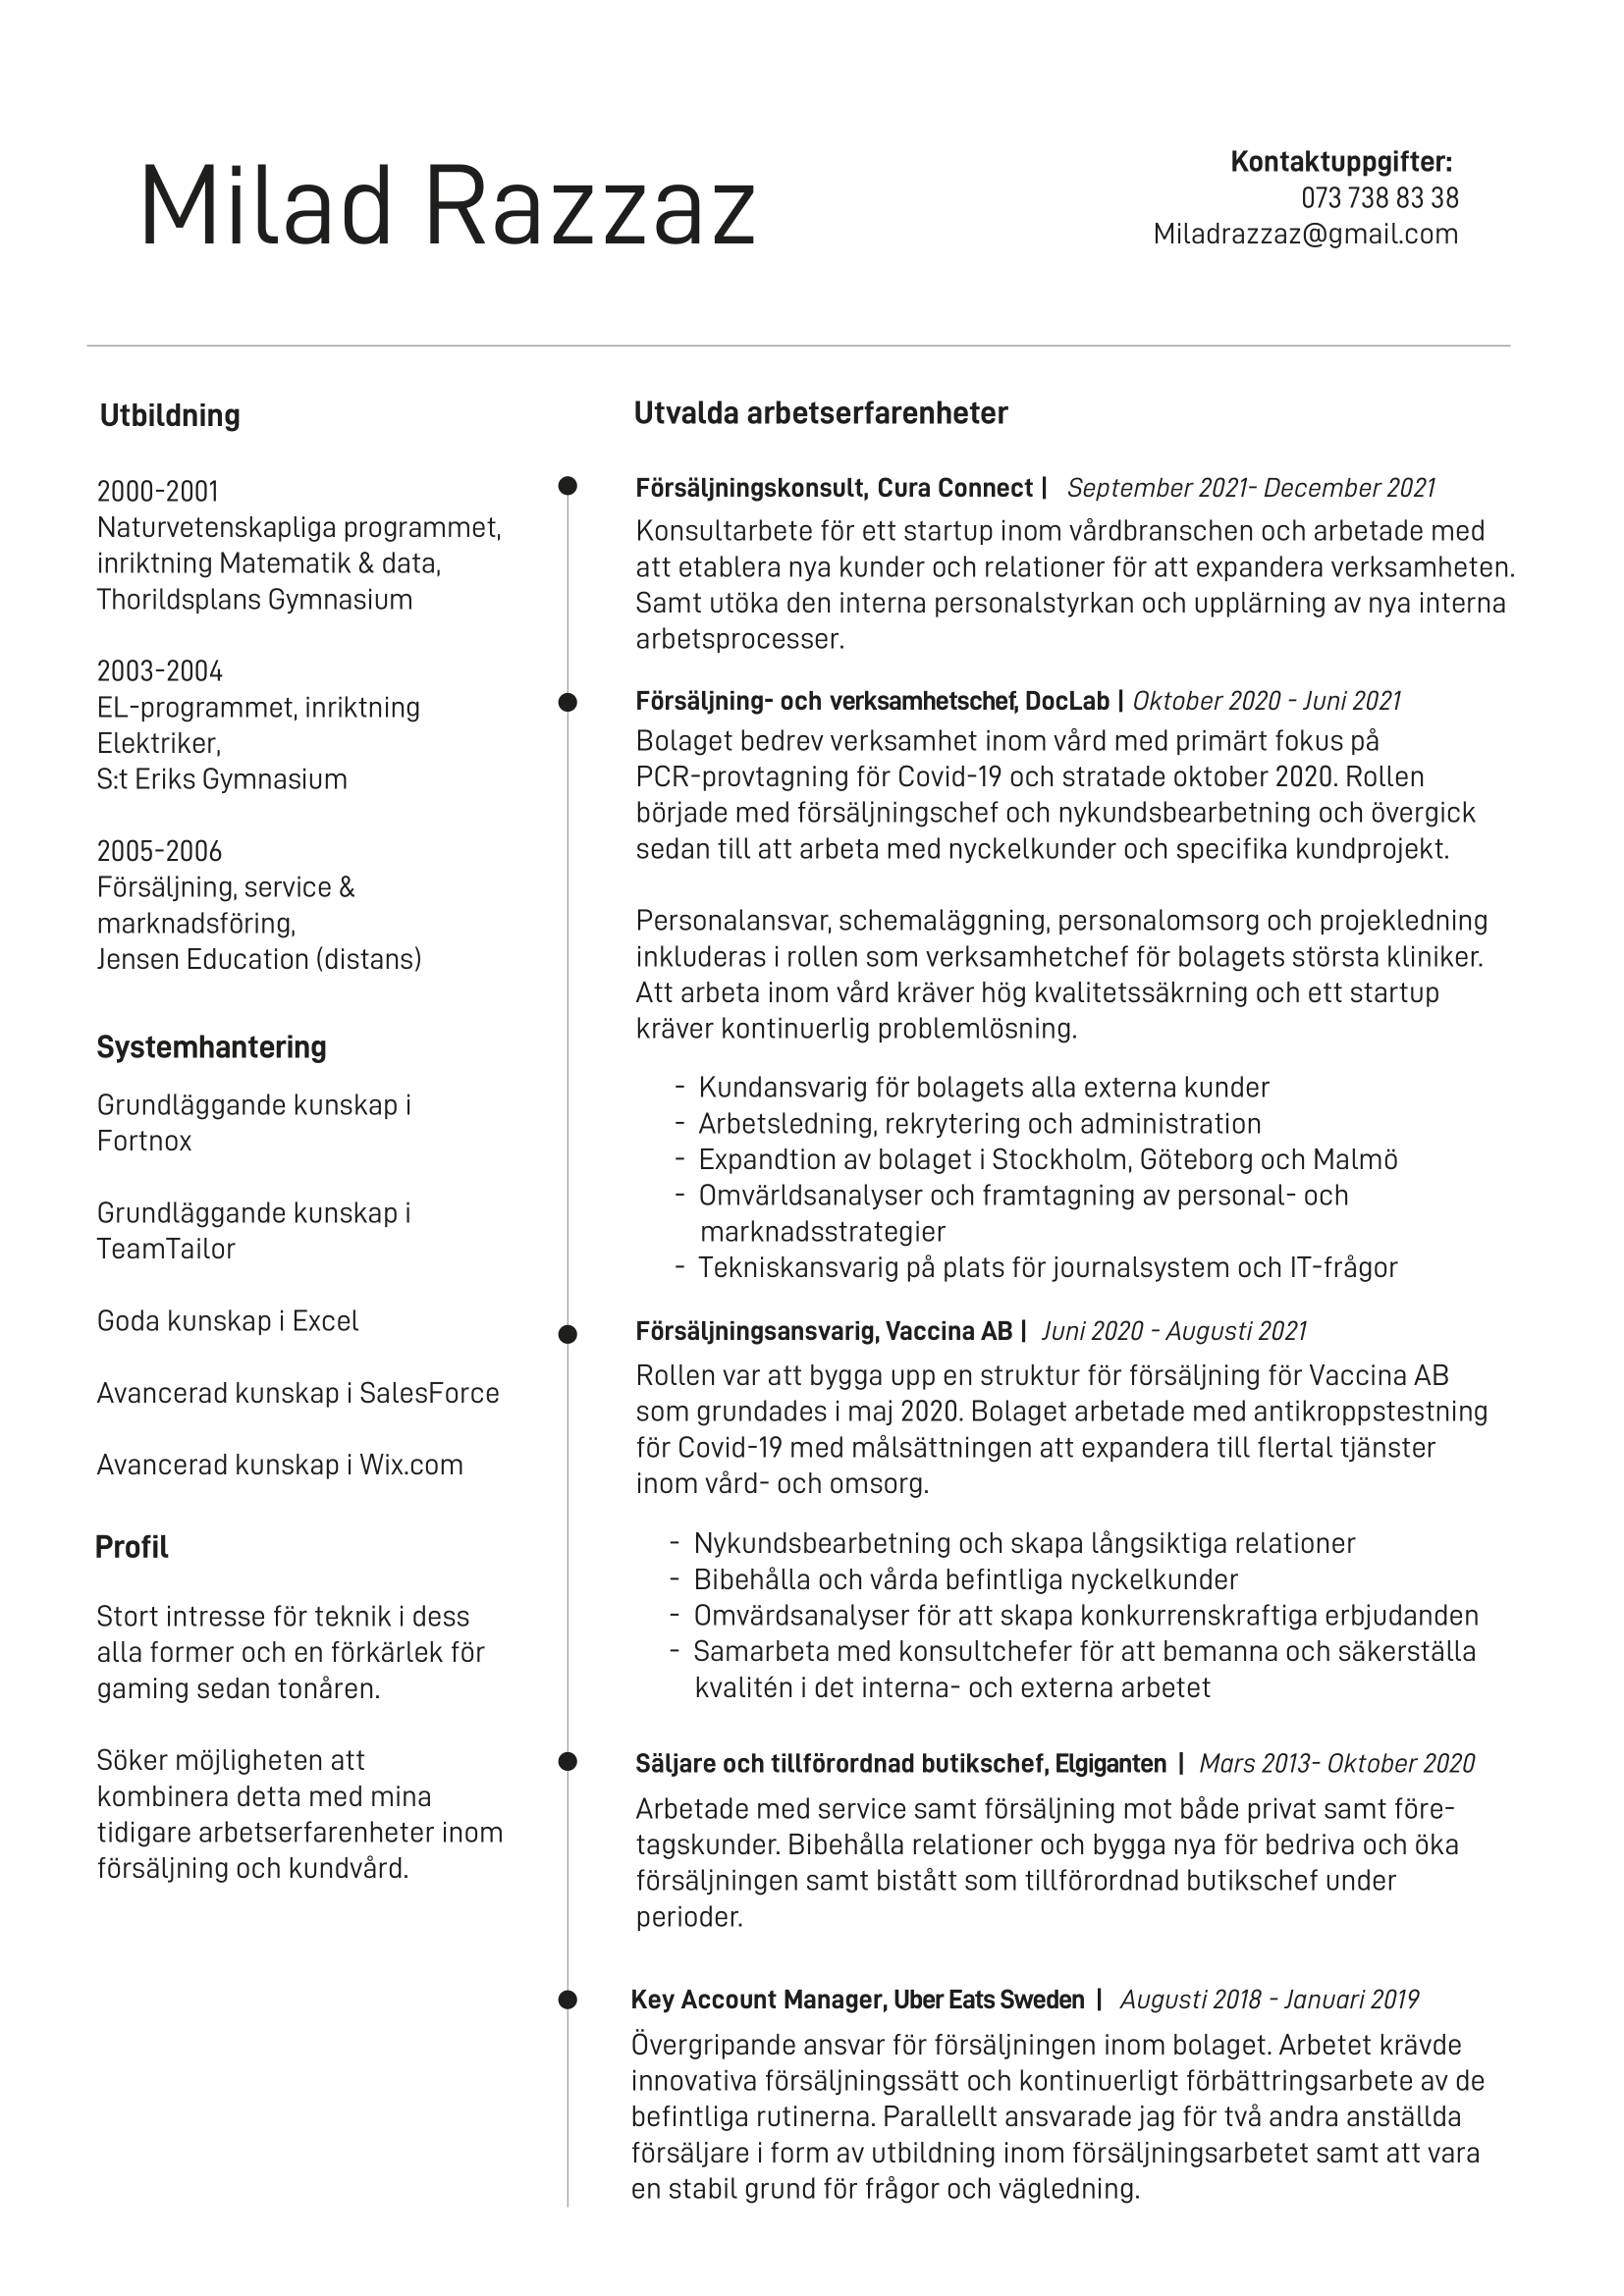 Milad Razzaz
Kontaktuppgifter:
073 738 83 38
Miladrazzaz@gmail.com
Utbildning
2000-2001
Naturvetenskapliga programmet,
inriktning Matematik & data,
Thorildsplans Gymnasium
2003-2004
EL-programmet, inriktning
Elektriker,
S:t Eriks Gymnasium
2005-2006
Försäljning, service &
marknadsföring,
Jensen Education (distans)
Systemhantering
Grundläggande kunskap i
Fortnox
Grundläggande kunskap i
TeamTailor
Goda kunskap i Excel
Avancerad kunskap i SalesForce
Avancerad kunskap i Wix.com
Profil
Stort intresse för teknik i dess
alla former och en förkärlek för
gaming sedan tonåren.
Söker möjligheten att
kombinera detta med mina
tidigare arbetserfarenheter inom
försäljning och kundvård.
Utvalda arbetserfarenheter
Försäljningskonsult, Cura Connect | September 2021- December 2021
Konsultarbete för ett startup inom vårdbranschen och arbetade med
att etablera nya kunder och relationer för att expandera verksamheten.
Samt utöka den interna personalstyrkan och upplärning av nya interna
arbetsprocesser.
Försäljning- och verksamhetschef, DocLab | Oktober 2020 - Juni 2021
Bolaget bedrev verksamhet inom vård med primärt fokus på
PCR-provtagning för Covid-19 och stratade oktober 2020. Rollen
började med försäljningschef och nykundsbearbetning och övergick
sedan till att arbeta med nyckelkunder och specifika kundprojekt.
Personalansvar, schemaläggning, personalomsorg och projekledning
inkluderas i rollen som verksamhetchef för bolagets största kliniker.
Att arbeta inom vård kräver hög kvalitetssäkrning och ett startup
kräver kontinuerlig problemlösning.
- Kundansvarig för bolagets alla externa kunder
- Arbetsledning, rekrytering och administration
- Expandtion av bolaget i Stockholm, Göteborg och Malmö
- Omvärldsanalyser och framtagning av personal- och
marknadsstrategier
- Tekniskansvarig på plats för journalsystem och IT-frågor
Försäljningsansvarig, Vaccina AB | Juni 2020 - Augusti 2021
Rollen var att bygga upp en struktur för försäljning för Vaccina AB
som grundades i maj 2020. Bolaget arbetade med antikroppstestning
för Covid-19 med målsättningen att expandera till flertal tjänster
inom vård- och omsorg.
- Nykundsbearbetning och skapa långsiktiga relationer
- Bibehålla och vårda befintliga nyckelkunder
- Omvärdsanalyser för att skapa konkurrenskraftiga erbjudanden
- Samarbeta med konsultchefer för att bemanna och säkerställa
kvalitén i det interna- och externa arbetet
Säljare och tillförordnad butikschef, Elgiganten | Mars 2013- Oktober 2020
Arbetade med service samt försäljning mot både privat samt före-
tagskunder. Bibehålla relationer och bygga nya för bedriva och öka
försäljningen samt bistått som tillförordnad butikschef under
perioder.
Key Account Manager, Uber Eats Sweden | Augusti 2018 - Januari 2019
Övergripande ansvar för försäljningen inom bolaget. Arbetet krävde
innovativa försäljningssätt och kontinuerligt förbättringsarbete av de
befintliga rutinerna. Parallellt ansvarade jag för två andra anställda
försäljare i form av utbildning inom försäljningsarbetet samt att vara
en stabil grund för frågor och vägledning.